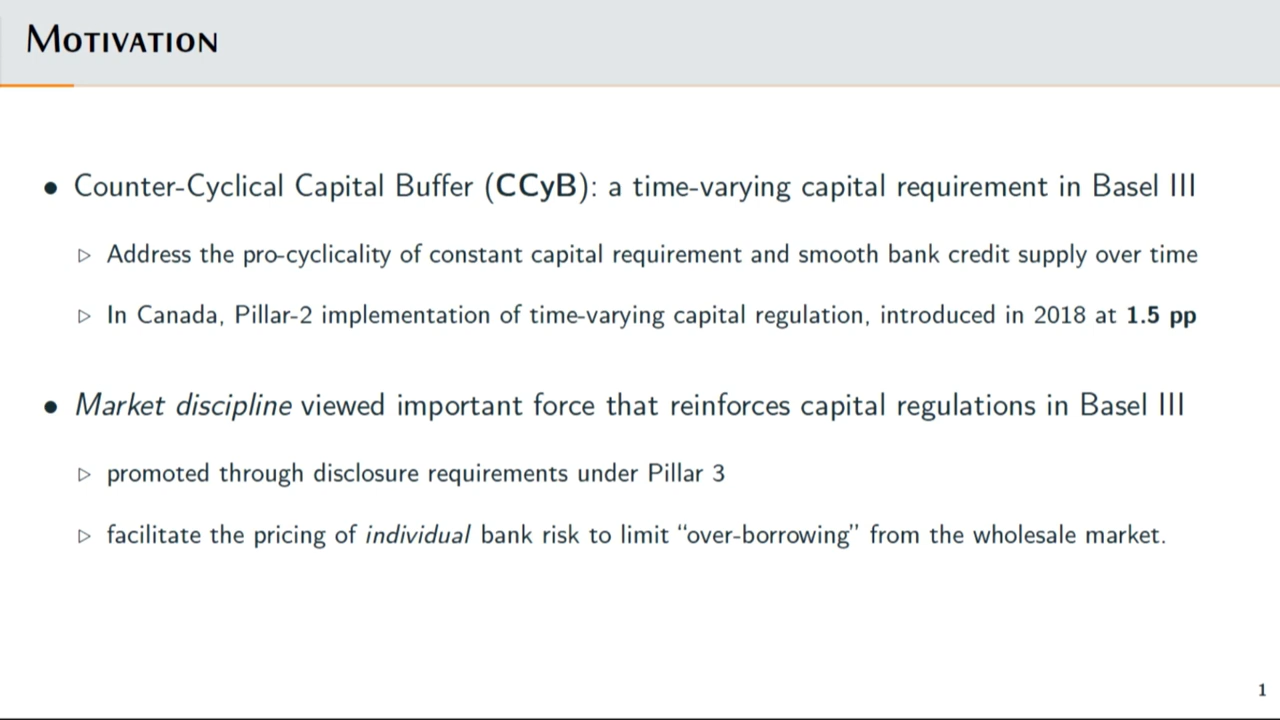 MOTIVATION
• Counter-Cyclical Capital Buffer (CCyB): a time-varying capital requirement in Basel III
▷ Address the pro-cyclicality of constant capital requirement and smooth bank credit supply over time
▷ In Canada, Pillar-2 implementation of time-varying capital regulation, introduced in 2018 at 1.5 pp
• Market discipline viewed important force that reinforces capital regulations in Basel III
▷ promoted through disclosure requirements under Pillar 3
▷ facilitate the pricing of individual bank risk to limit “over-borrowing” from the wholesale market.
1